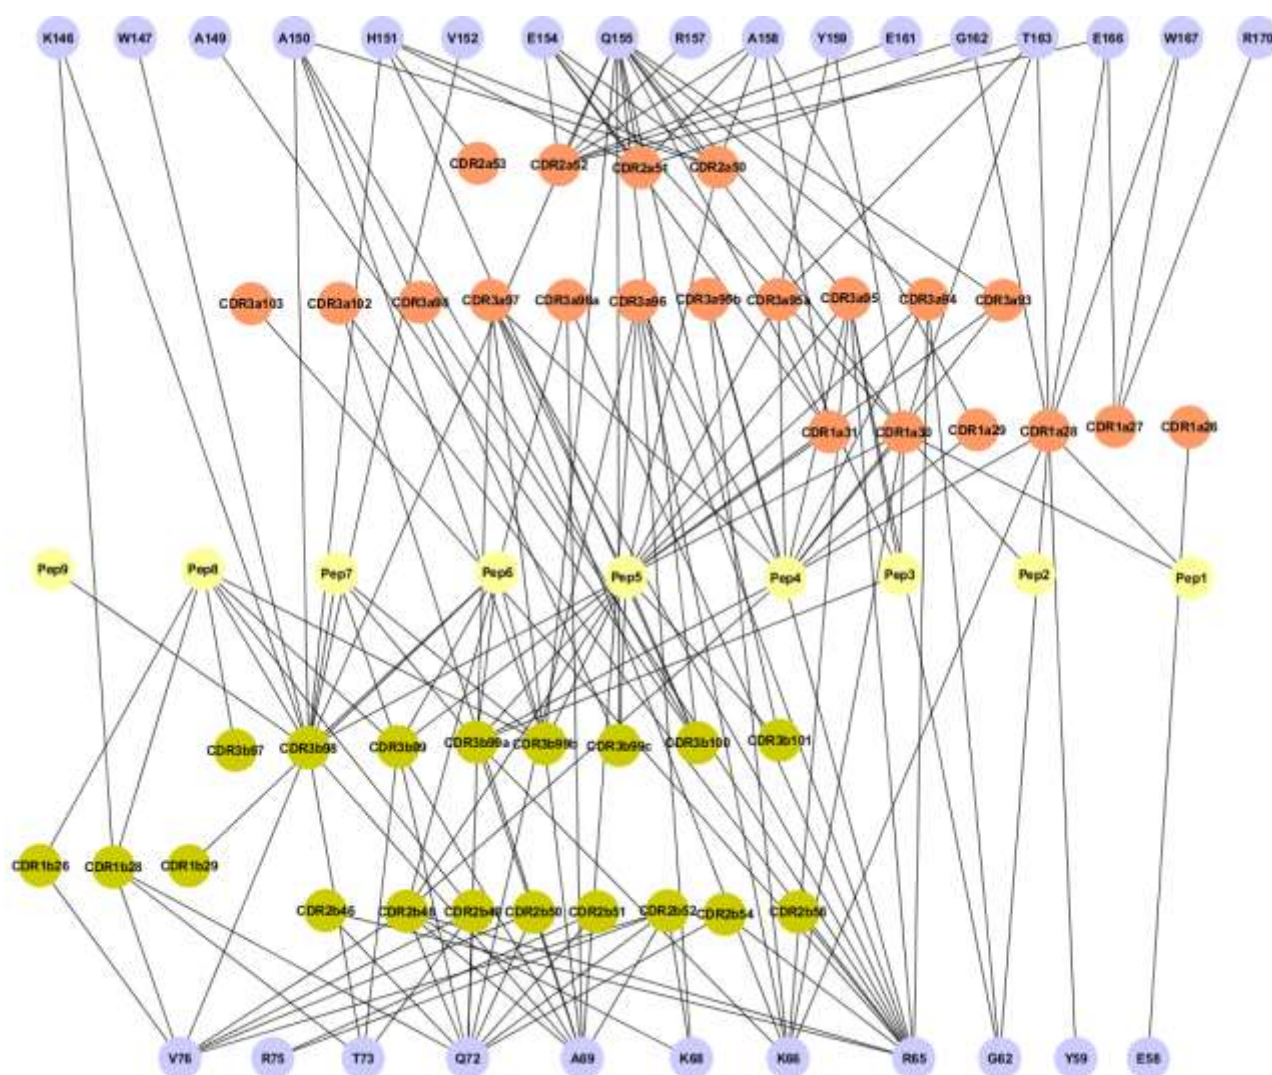 K146 W147 A149 A150 H151 V152 E154 Q155 R157 A158 Y159 E161 G162 T163 E166 W167 R170
CDR2a53 CDR2a52 CDR2a51 CDR2a50
CDR3a103 CDR3a102 CDR3a98 CDR3a97 CDR3a96a CDR3a96 CDR3a95b CDR3a95a CDR3a95 CDR3a94 CDR3a93
CDR1a31 CDR1a30 CDR1a29 CDR1a28 CDR1a27 CDR1a26
Pep9 Pep8 Pep7 Pep6 Pep5 Pep4 Pep3 Pep2 Pep1
CDR3b97 CDR3b98 CDR3b99 CDR3b99a CDR3b99b CDR3b99c CDR3b100 CDR3b101
CDR1b26 CDR1b28 CDR1b29
CDR2b49 CDR2b50 CDR2b51 CDR2b52 CDR2b54 CDR2b56
V76 R75 T73 Q72 A69 K68 K66 R65 G62 Y59 E58